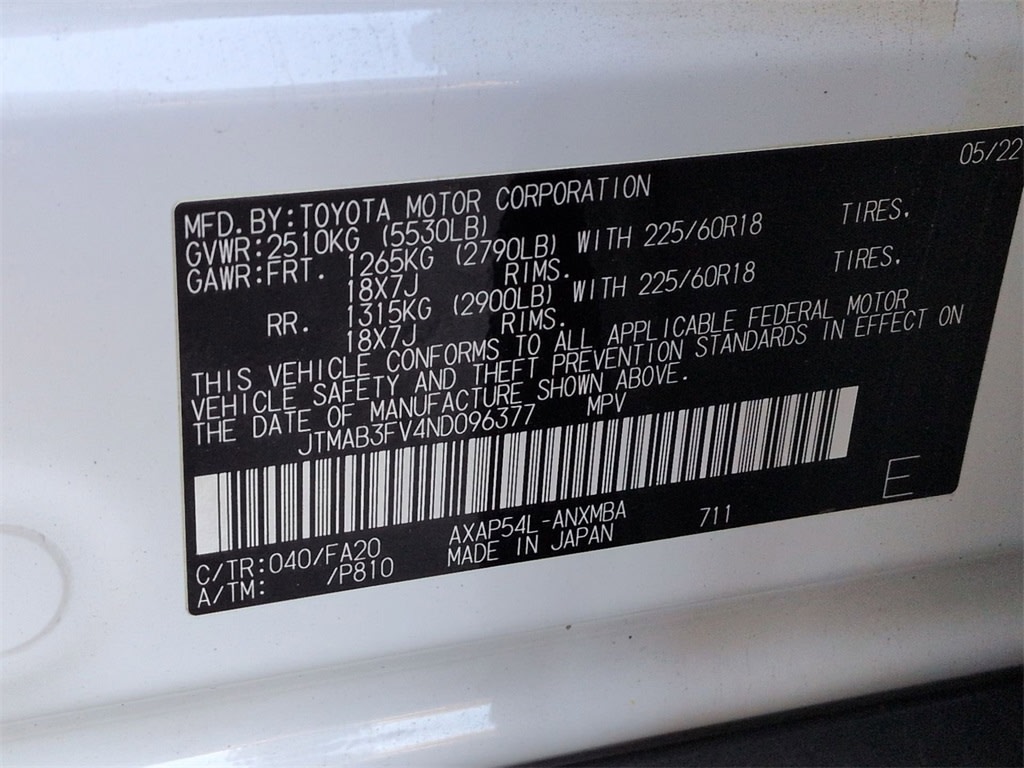 05/22
MFD. BY: TOYOTA MOTOR CORPORATION
GVWR: 2510KG (5530LB)
GAWR: FRT. 1265KG (2790LB) WITH 225/60R18 TIRES.
18X7J RIMS.
RR. 1315KG (2900LB) WITH 225/60R18 TIRES.
18X7J RIMS.
THIS VEHICLE CONFORMS TO ALL APPLICABLE FEDERAL MOTOR
VEHICLE SAFETY AND THEFT PREVENTION STANDARDS IN EFFECT ON
THE DATE OF MANUFACTURE SHOWN ABOVE.
JTMAB3FV4ND096377 MPV
E
C/TR: 040/FA20 AXAP54L-ANXMBA 711
A/TM: /P810 MADE IN JAPAN